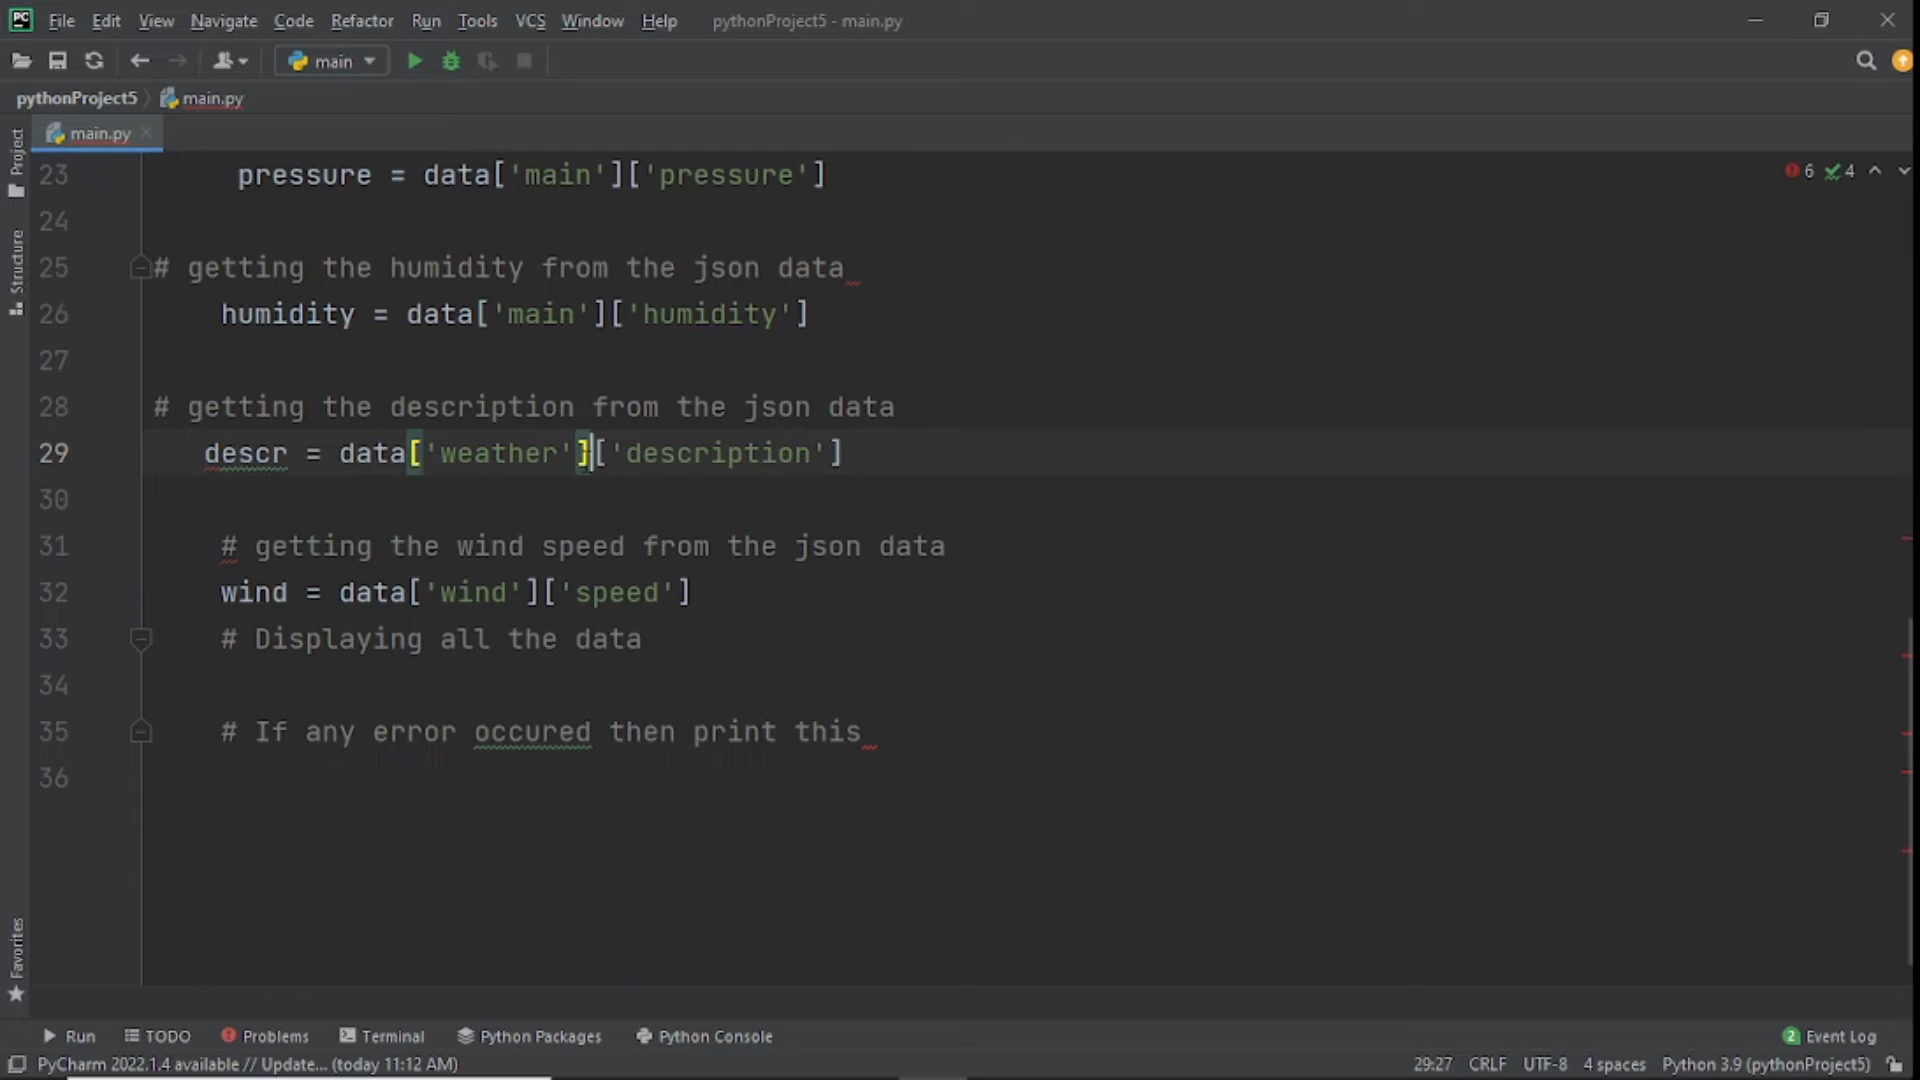 PC File Edit View Navigate Code Refactor Run Tools VCS Window Help pythonProject5 - main.py
main
pythonProject5 main.py
main.py
Project
Structure
Favorites
6 4
23 pressure = data['main']['pressure']
24
25 # getting the humidity from the json data
26 humidity = data['main']['humidity']
27
28 # getting the description from the json data
29 descr = data['weather']['description']
30
31 # getting the wind speed from the json data
32 wind = data['wind']['speed']
33 # Displaying all the data
34
35 # If any error occured then print this
36
Run TODO Problems Terminal Python Packages Python Console 2 Event Log
PyCharm 2022.1.4 available // Update... (today 11:12 AM) 29:27 CRLF UTF-8 4 spaces Python 3.9 (pythonProject5)